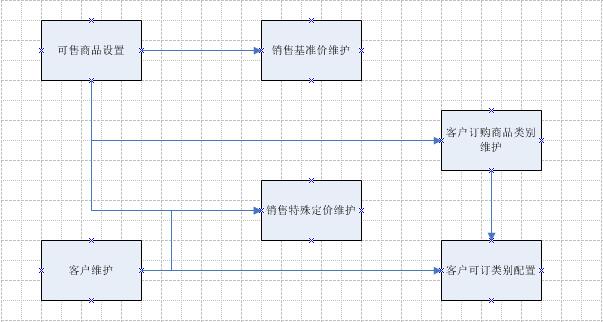 可售商品设置
销售基准价维护
客户订购商品类别
维护
销售特殊定价维护
客户维护
客户可订类别配置